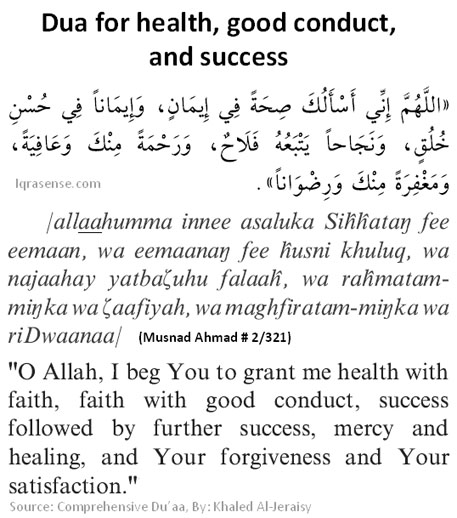 Dua for health, good conduct,
and success
«اللَّهُمَّ إِنِّي أَسْأَلُكَ صِحَةً فِي إِيمَانٍ، وَإِيمَاناً فِي حُسْنِ
خُلُقٍ، وَنَجَاحاً يَتْبَعُهُ فَلَاحٌ، وَرَحْمَةً مِنْكَ وَعَافِيَةً،
وَمَغْفِرَةً مِنْكَ وَرِضْوَاناً».
Iqrasense.com
/allaahumma innee asaluka Siĥĥataŋ fee
eemaan, wa eemaanaŋ fee ĥusni khuluq, wa
najaahay yatbaζuhu falaaĥ, wa raĥmatam-
miŋka wa ζaafiyah, wa maghfiratam-miŋka wa
riDwaanaa/ (Musnad Ahmad # 2/321)
"O Allah, I beg You to grant me health with
faith, faith with good conduct, success
followed by further success, mercy and
healing, and Your forgiveness and Your
satisfaction."
Source: Comprehensive Du'aa, By: Khaled Al-Jeraisy